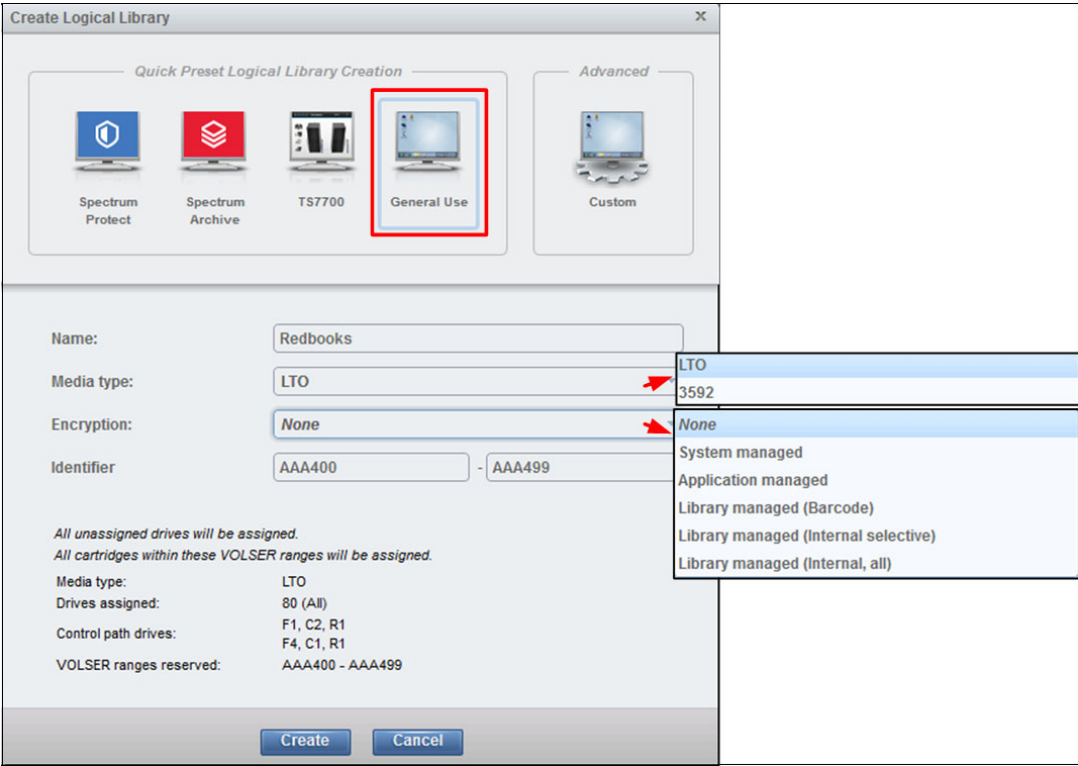 Create Logical Library x
Quick Preset Logical Library Creation
Advanced
Spectrum
Protect
Spectrum
Archive
TS7700
General Use
Custom
Name: Redbooks
Media type: LTO
LTO
3592
Encryption: None
None
System managed
Application managed
Library managed (Barcode)
Library managed (Internal selective)
Library managed (Internal, all)
Identifier AAA400 - AAA499
All unassigned drives will be assigned.
All cartridges within these VOLSER ranges will be assigned.
Media type: LTO
Drives assigned: 80 (All)
Control path drives: F1, C2, R1
F4, C1, R1
VOLSER ranges reserved: AAA400 - AAA499
Create Cancel